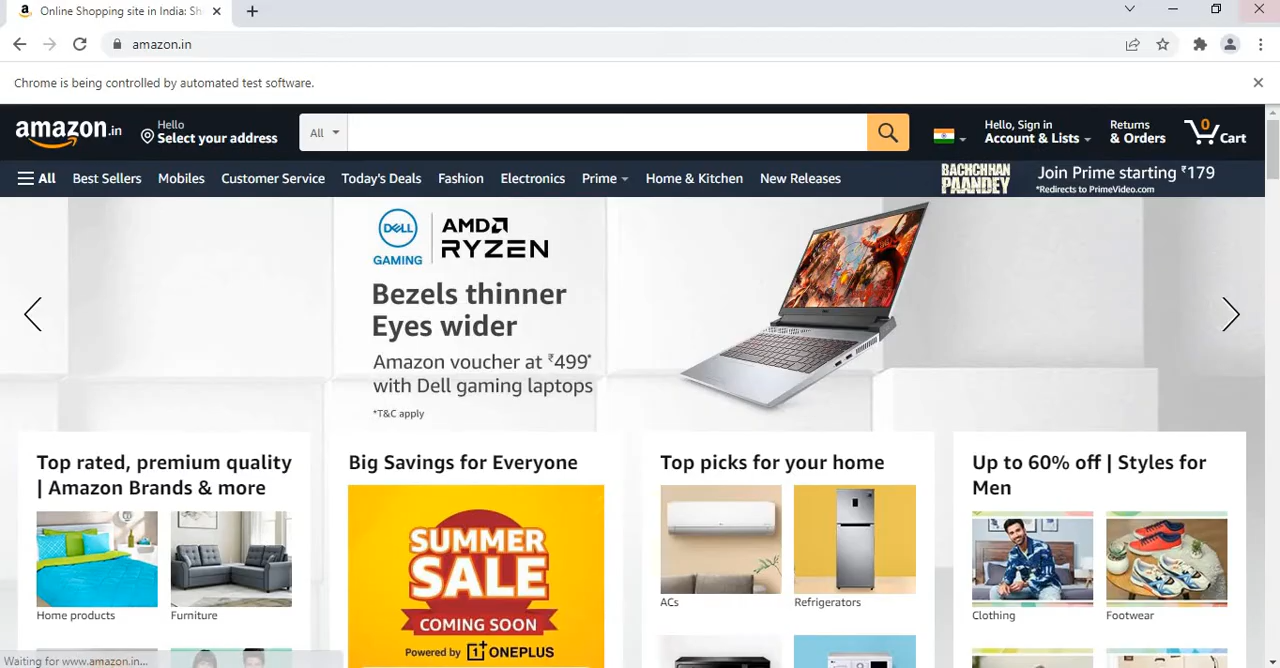 Online Shopping site in India: Sh
amazon.in
Chrome is being controlled by automated test software.
amazon.in
Hello
Select your address
All
Hello, Sign in
Account & Lists
Returns
& Orders
0
Cart
All
Best Sellers
Mobiles
Customer Service
Today's Deals
Fashion
Electronics
Prime
Home & Kitchen
New Releases
BACHCHHAN
PAANDEY
Join Prime starting ₹179
*Redirects to PrimeVideo.com
DELL
GAMING
AMD
RYZEN
Bezels thinner
Eyes wider
Amazon voucher at ₹499*
with Dell gaming laptops
*T&C apply
Top rated, premium quality
| Amazon Brands & more
Home products
Furniture
Big Savings for Everyone
SUMMER
SALE
COMING SOON
Powered by 1+ ONEPLUS
Top picks for your home
ACs
Refrigerators
Up to 60% off | Styles for
Men
Clothing
Footwear
Waiting for www.amazon.in...